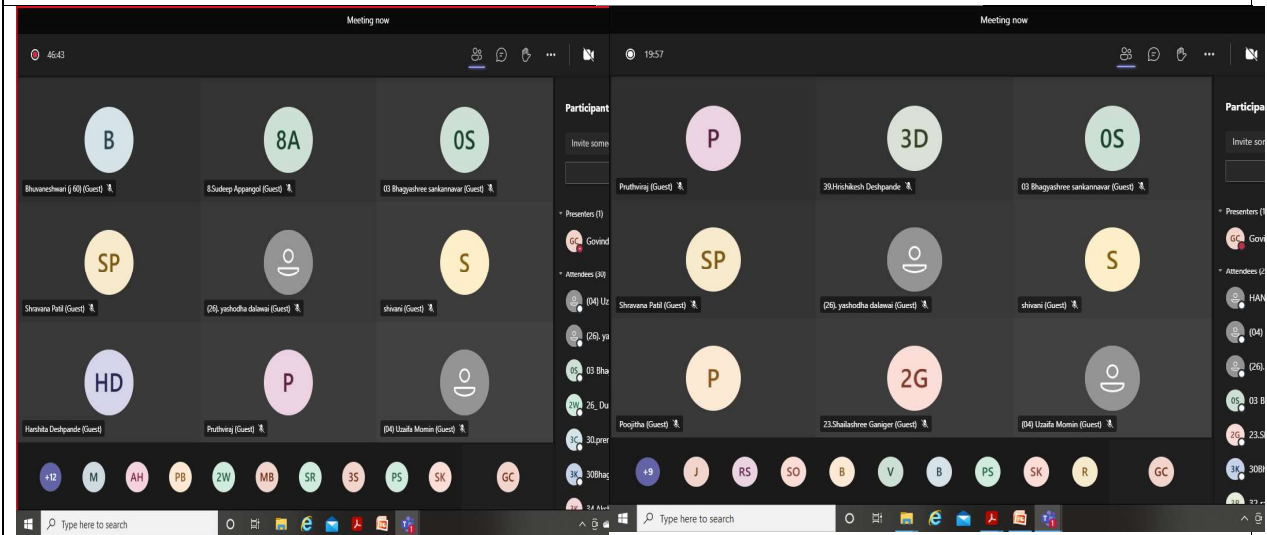 Meeting now
46:43
Participant
B
8A
0S
Invite some
Bhuvaneshwari (j 60) (Guest)
8.Sudeep Appangol (Guest)
03 Bhagyashree sankannavar (Guest)
Presenters (1)
GC Govind
SP
S
Attendees (30)
Shravana Patil (Guest)
(26). yashodha dalawai (Guest)
shivani (Guest)
(04) Uz
(26). ya
HD
P
0S 03 Bha
2W 26_ Du
Harshita Deshpande (Guest)
Pruthviraj (Guest)
(04) Uzaifa Momin (Guest)
3C 30.prer
+12 M AH PB 2W MB SR 3S PS SK GC
3K 30Bhag
Type here to search
Meeting now
19:57
Participa
P
3D
0S
Invite sor
Pruthviraj (Guest)
39.Hrishikesh Deshpande
03 Bhagyashree sankannavar (Guest)
Presenters (1
GC Govi
SP
S
Attendees (2
Shravana Patil (Guest)
(26). yashodha dalawai (Guest)
shivani (Guest)
HAN
(04)
(26).
P
2G
0S 03 B
2G 23.S
Poojitha (Guest)
23.Shailashree Ganiger (Guest)
(04) Uzaifa Momin (Guest)
+9 J RS SO B V B PS SK R GC
3K 30Bh
Type here to search